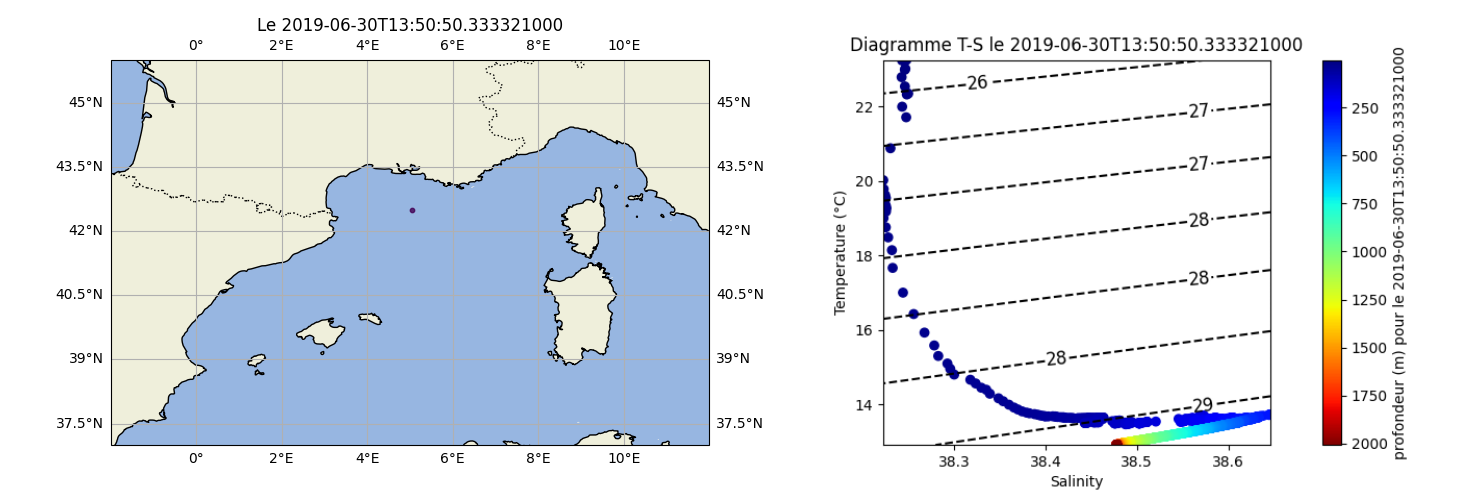 Le 2019-06-30T13:50:50.333321000
0° 2°E 4°E 6°E 8°E 10°E
45°N 45°N
43.5°N 43.5°N
42°N 42°N
40.5°N 40.5°N
39°N 39°N
37.5°N 37.5°N
0° 2°E 4°E 6°E 8°E 10°E
Diagramme T-S le 2019-06-30T13:50:50.333321000
Temperature (°C)
22
20
18
16
14
26
27
27
28
28
28
29
38.3 38.4 38.5 38.6
Salinity
250
500
750
1000
1250
1500
1750
2000
profondeur (m) pour le 2019-06-30T13:50:50.333321000